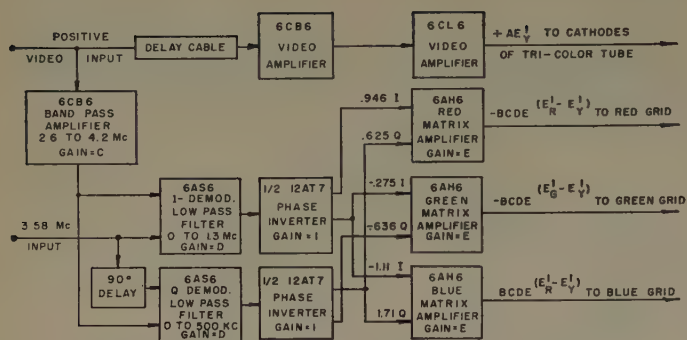 POSITIVE
VIDEO INPUT
DELAY CABLE
6CB6
VIDEO
AMPLIFIER
6CL6
VIDEO
AMPLIFIER
+ AE'Y TO CATHODES
OF TRI-COLOR TUBE
6CB6
BAND PASS
AMPLIFIER
2.6 TO 4.2 Mc
GAIN=C
3.58 Mc
INPUT
90°
DELAY
6AS6
I- DEMOD.
LOW PASS
FILTER
0 TO 1.3 Mc
GAIN=D
1/2 12AT7
PHASE
INVERTER
GAIN=1
6AS6
Q DEMOD.
LOW PASS
FILTER
0 TO 500 KC
GAIN=D
1/2 12AT7
PHASE
INVERTER
GAIN=1
.946 I
.625 Q
6AH6
RED
MATRIX
AMPLIFIER
GAIN=E
-BCDE (E'R-E'Y) TO RED GRID
-.275 I
-.636 Q
6AH6
GREEN
MATRIX
AMPLIFIER
GAIN=E
-BCDE (E'G-E'Y) TO GREEN GRID
-1.11 I
1.71 Q
6AH6
BLUE
MATRIX
AMPLIFIER
GAIN=E
BCDE (E'R-E'Y) TO BLUE GRID